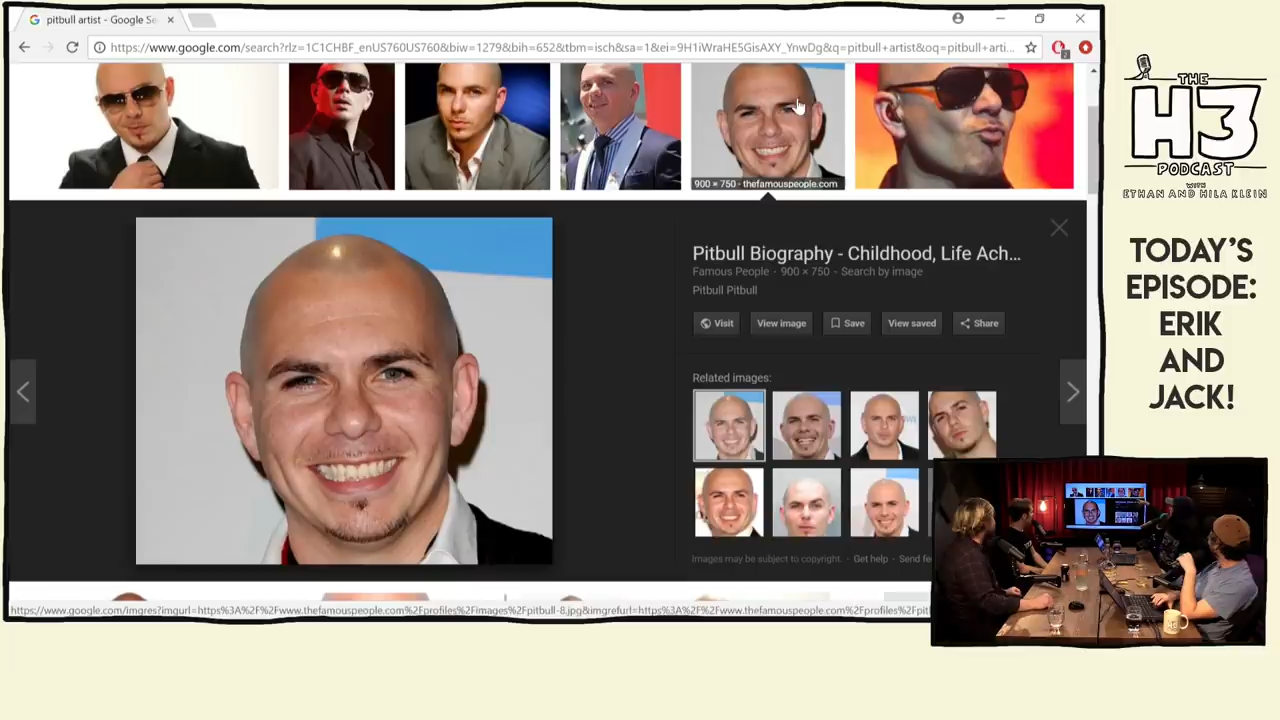 pitbull artist - Google Se
https://www.google.com/search?rlz=1C1CHBF_enUS760US760&biw=1279&bih=652&tbm=isch&sa=1&ei=9H1iWraHE5GisAXY_YnwDg&q=pitbull+artist&oq=pitbull+arti...
2
900 × 750 - thefamouspeople.com
Pitbull Biography - Childhood, Life Ach...
Famous People · 900 × 750 · Search by image
Pitbull Pitbull
Visit
View image
Save
View saved
Share
Related images:
Images may be subject to copyright. · Get help · Send fe
https://www.google.com/imgres?imgurl=https%3A%2F%2Fwww.thefamouspeople.com%2Fprofiles%2Fimages%2Fpitbull-8.jpg&imgrefurl=https%3A%2F%2Fwww.thefamouspeople.com%2Fprofiles%2Fpit
THE
H3
PODCAST
WITH
ETHAN AND HILA KLEIN
TODAY'S
EPISODE:
ERIK
AND
JACK!